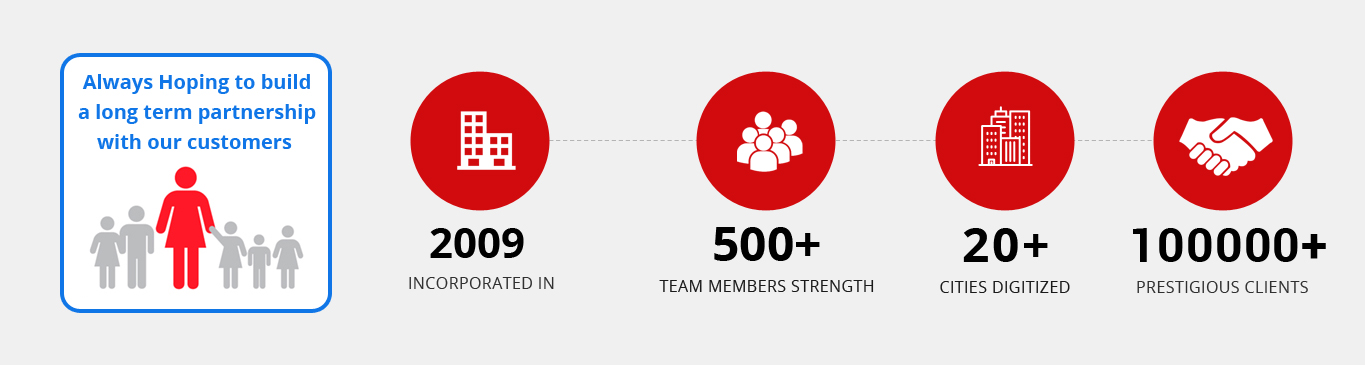 Always Hoping to build
a long term partnership
with our customers
2009
INCORPORATED IN
500+
TEAM MEMBERS STRENGTH
20+
CITIES DIGITIZED
100000+
PRESTIGIOUS CLIENTS